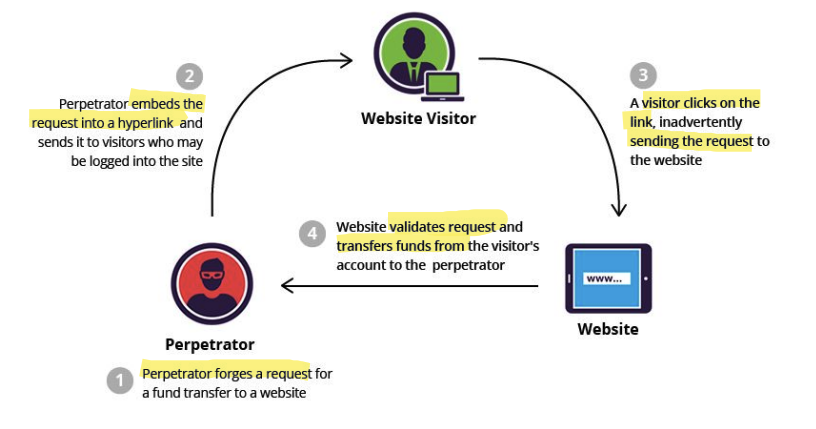 2
Perpetrator embeds the
request into a hyperlink and
sends it to visitors who may
be logged into the site
Website Visitor
3
A visitor clicks on the
link, inadvertently
sending the request to
the website
4
Website validates request and
transfers funds from the visitor's
account to the perpetrator
www...
Website
Perpetrator
1
Perpetrator forges a request for
a fund transfer to a website